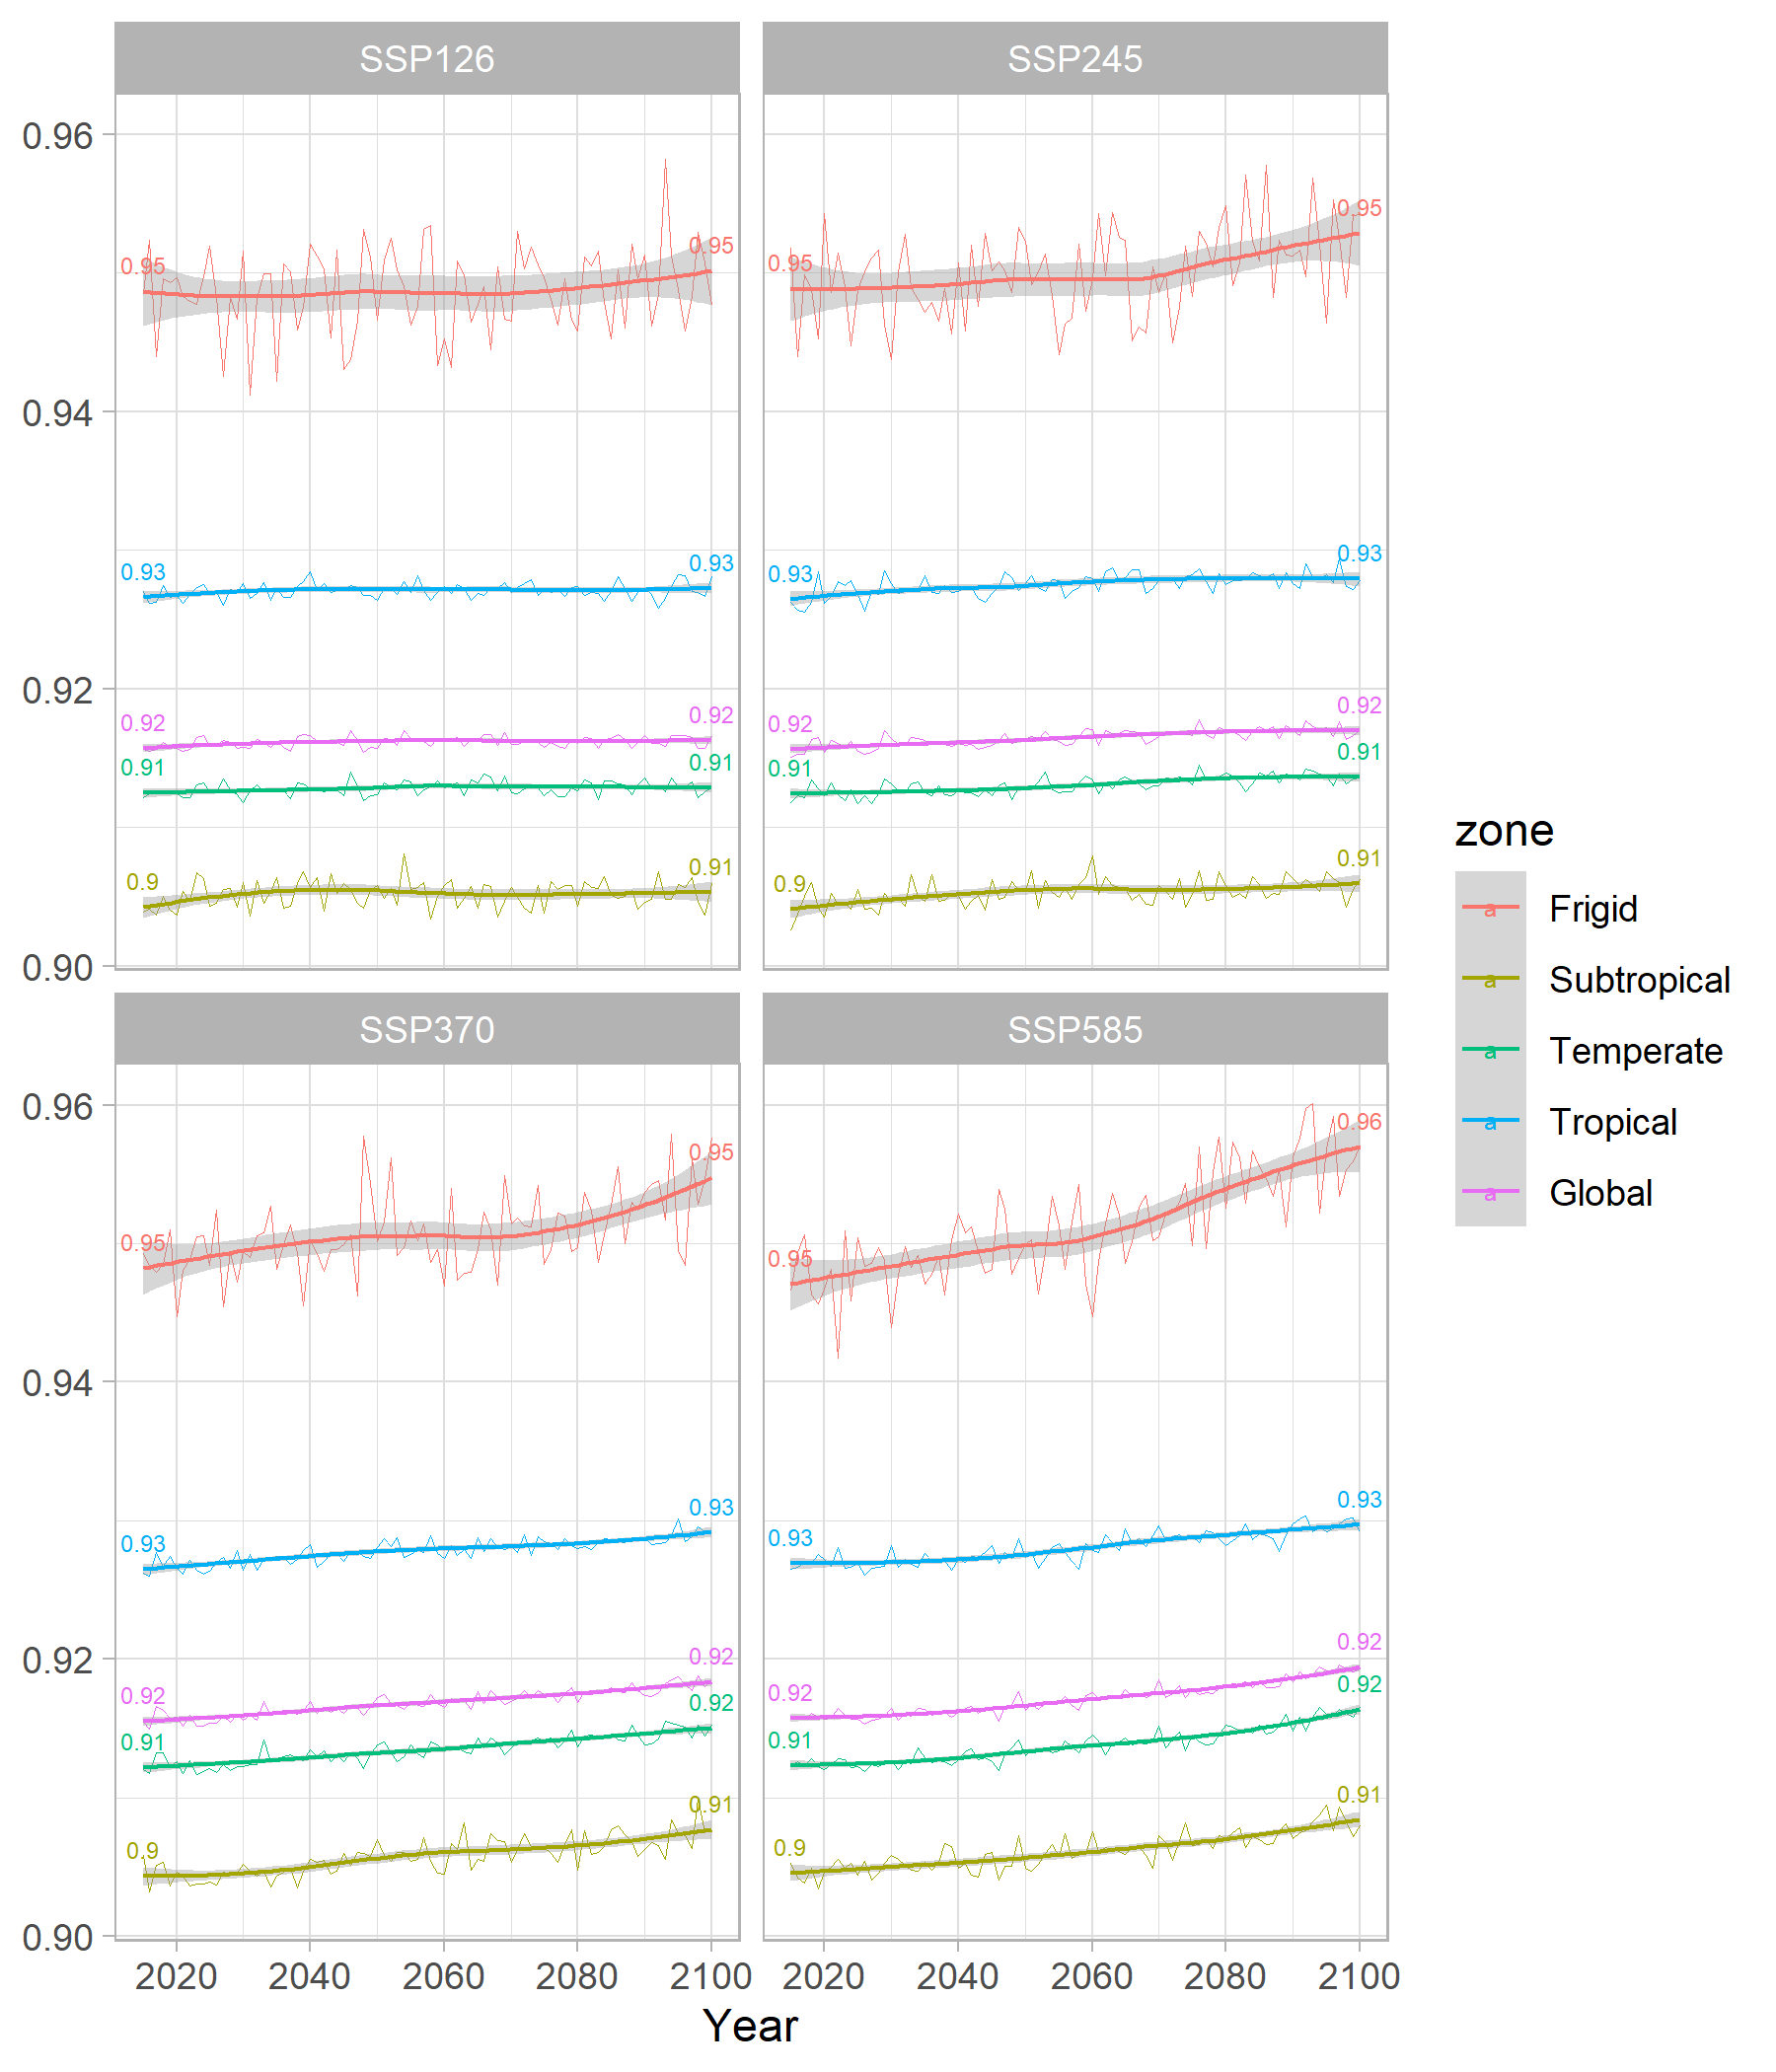 SSP126 SSP245
0.96
0.95 0.95 0.95 0.95
0.94
0.93 0.93 0.93 0.93
0.92
0.92 0.92 0.92 0.92
0.91 0.91 0.91 0.91
0.9 0.91 0.9 0.91
0.90
SSP370 SSP585
0.96
0.95 0.95 0.95 0.96
0.94
0.93 0.93 0.93 0.93
0.92
0.92 0.92 0.92 0.92
0.91 0.92 0.91 0.92
0.9 0.91 0.9 0.91
0.90
2020 2040 2060 2080 2100 2020 2040 2060 2080 2100
Year
zone
a Frigid
a Subtropical
a Temperate
a Tropical
a Global